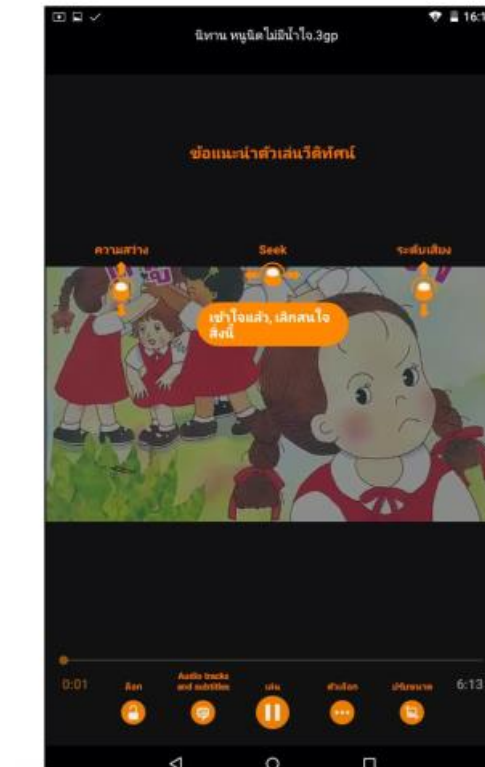 16:1
นิทาน หนูนิดไม่มีน้ำใจ.3gp
ข้อแนะนำตัวเล่นวีดิทัศน์
ความสว่าง
Seek
ระดับเสียง
เข้าใจแล้ว, เลิกสนใจ
สิ่งนี้
0:01
ล็อก
Audio tracks
and subtitles
เล่น
ตัวเลือก
ปรับขนาด
6:13